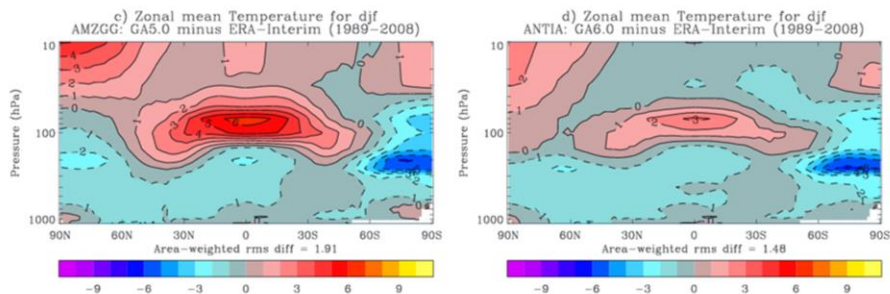 c) Zonal mean Temperature for djf
AMZGG: GA5.0 minus ERA-Interim (1989-2008)
Pressure (hPa)
10
100
1000
90N 60N 30N 0 30S 60S 90S
Area-weighted rms diff = 1.91
-9 -6 -3 0 3 6 9
d) Zonal mean Temperature for djf
ANTIA: GA6.0 minus ERA-Interim (1989-2008)
Pressure (hPa)
10
100
1000
90N 60N 30N 0 30S 60S 90S
Area-weighted rms diff = 1.48
-9 -6 -3 0 3 6 9